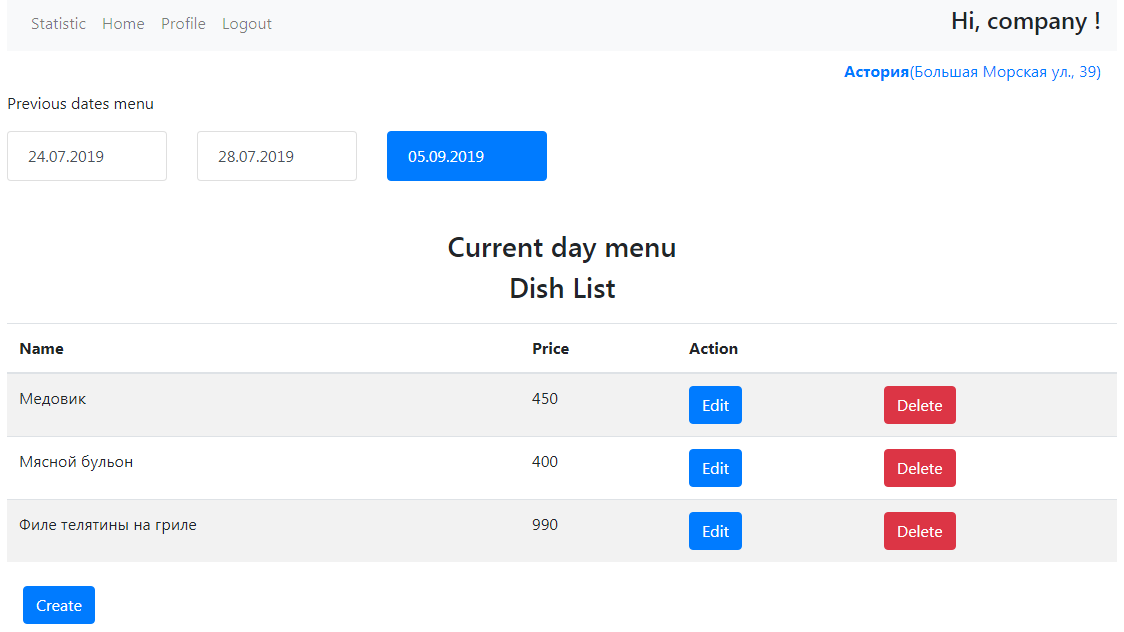 Statistic Home Profile Logout Hi, company !
Астория(Большая Морская ул., 39)
Previous dates menu
24.07.2019 28.07.2019 05.09.2019
Current day menu
Dish List
Name Price Action
Медовик 450 Edit Delete
Мясной бульон 400 Edit Delete
Филе телятины на гриле 990 Edit Delete
Create